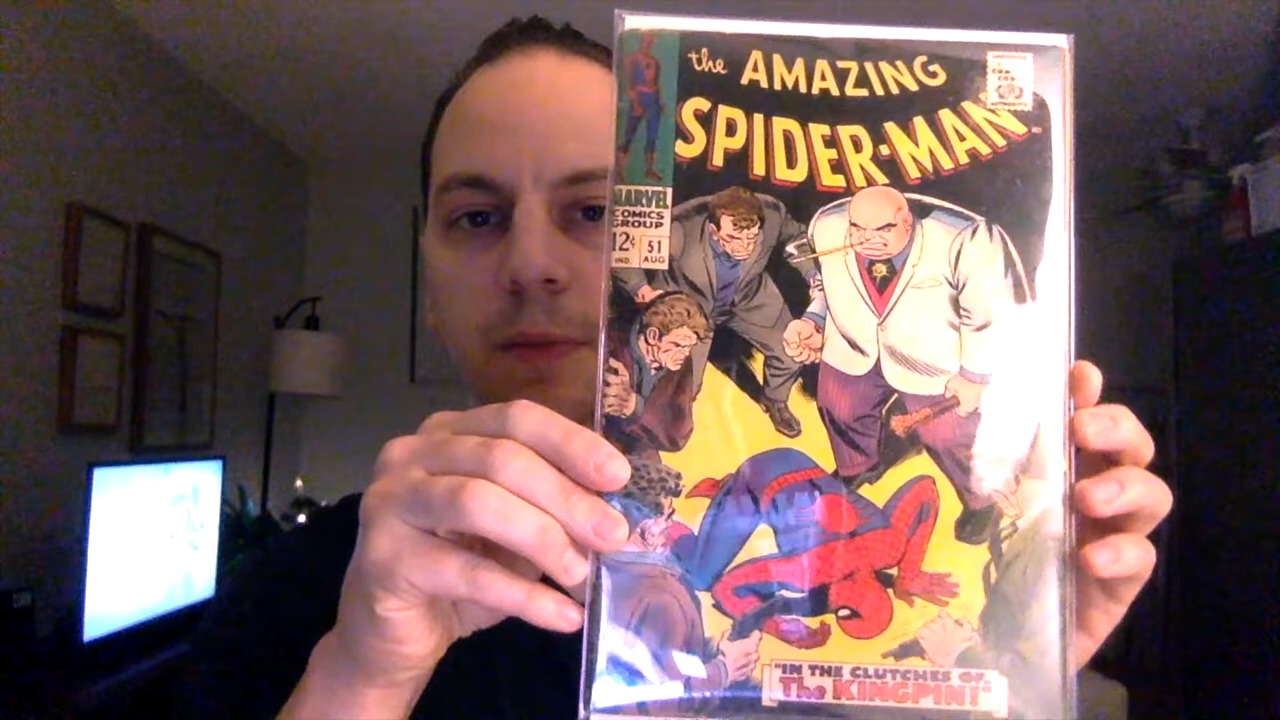 the AMAZING
SPIDER-MAN
MARVEL
COMICS
GROUP
12¢
IND.
51
AUG
"IN THE CLUTCHES OF...
The KINGPIN!"